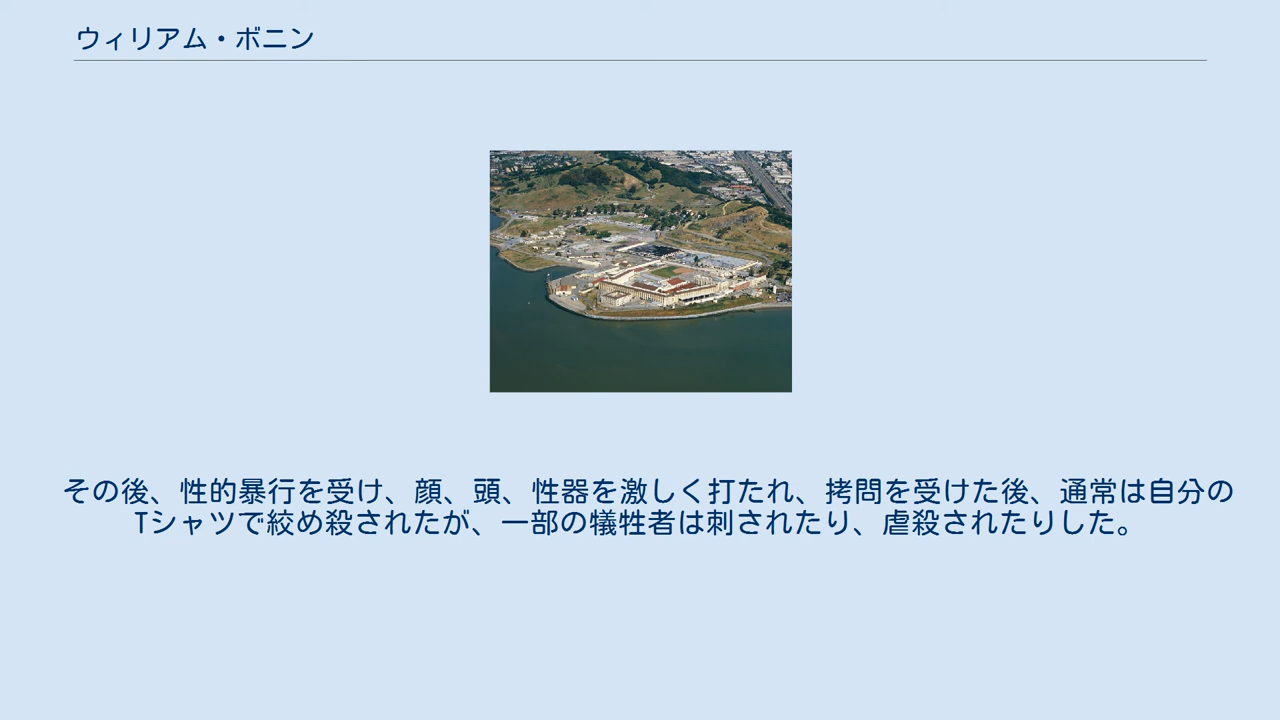 ウィリアム・ボニン
その後、性的暴行を受け、顔、頭、性器を激しく打たれ、拷問を受けた後、通常は自分の
Tシャツで絞め殺されたが、一部の犠牲者は刺されたり、虐殺されたりした。